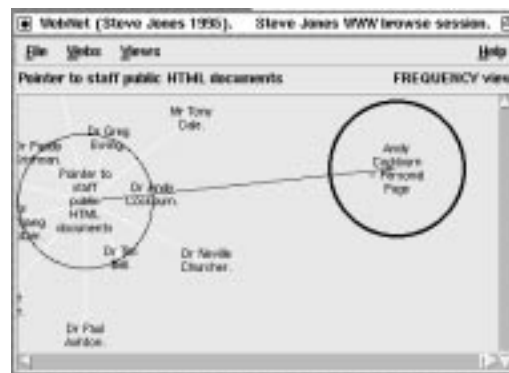 WebNet (Steve Jones 1995). Steve Jones WWW browse session.
File Webs Views Help
Pointer to staff public HTML documents FREQUENCY view
Mr Tony
Dale.
Dr Greg
Ewing.
Andy
Cockburn
Personal
Page
Pointer to
staff
public
HTML
documents
Dr Andy
Cockburn.
Dr Tim
Bell.
Dr Neville
Churcher.
Dr Paul
Ashton.